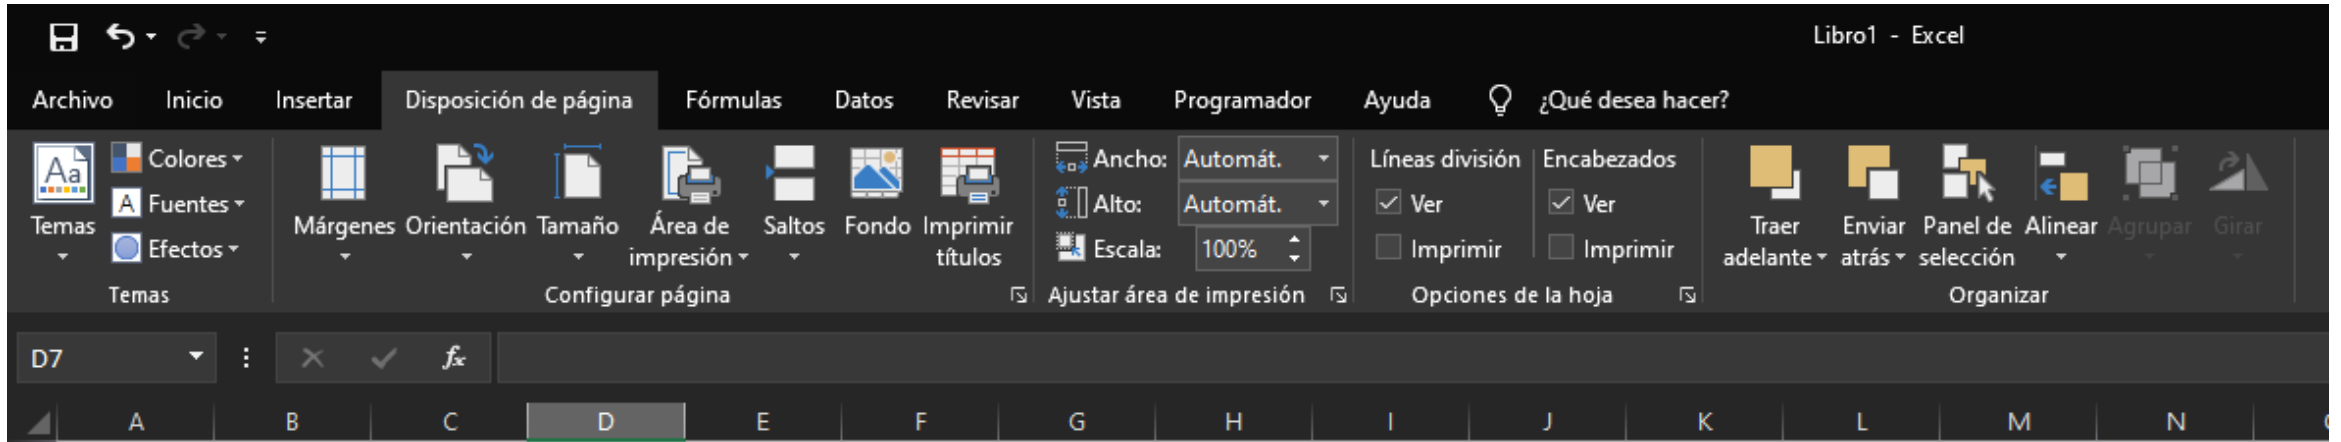 Libro1 - Excel
Archivo Inicio Insertar Disposición de página Fórmulas Datos Revisar Vista Programador Ayuda ¿Qué desea hacer?
Aa
Temas
Colores
A Fuentes
Efectos
Temas
Márgenes
Orientación
Tamaño
Área de
impresión
Saltos
Fondo
Imprimir
títulos
Configurar página
Ancho: Automát.
Alto: Automát.
Escala: 100%
Ajustar área de impresión
Líneas división
Ver
Imprimir
Encabezados
Ver
Imprimir
Opciones de la hoja
Traer
adelante
Enviar
atrás
Panel de
selección
Alinear
Agrupar
Girar
Organizar
D7
fx
A B C D E F G H I J K L M N